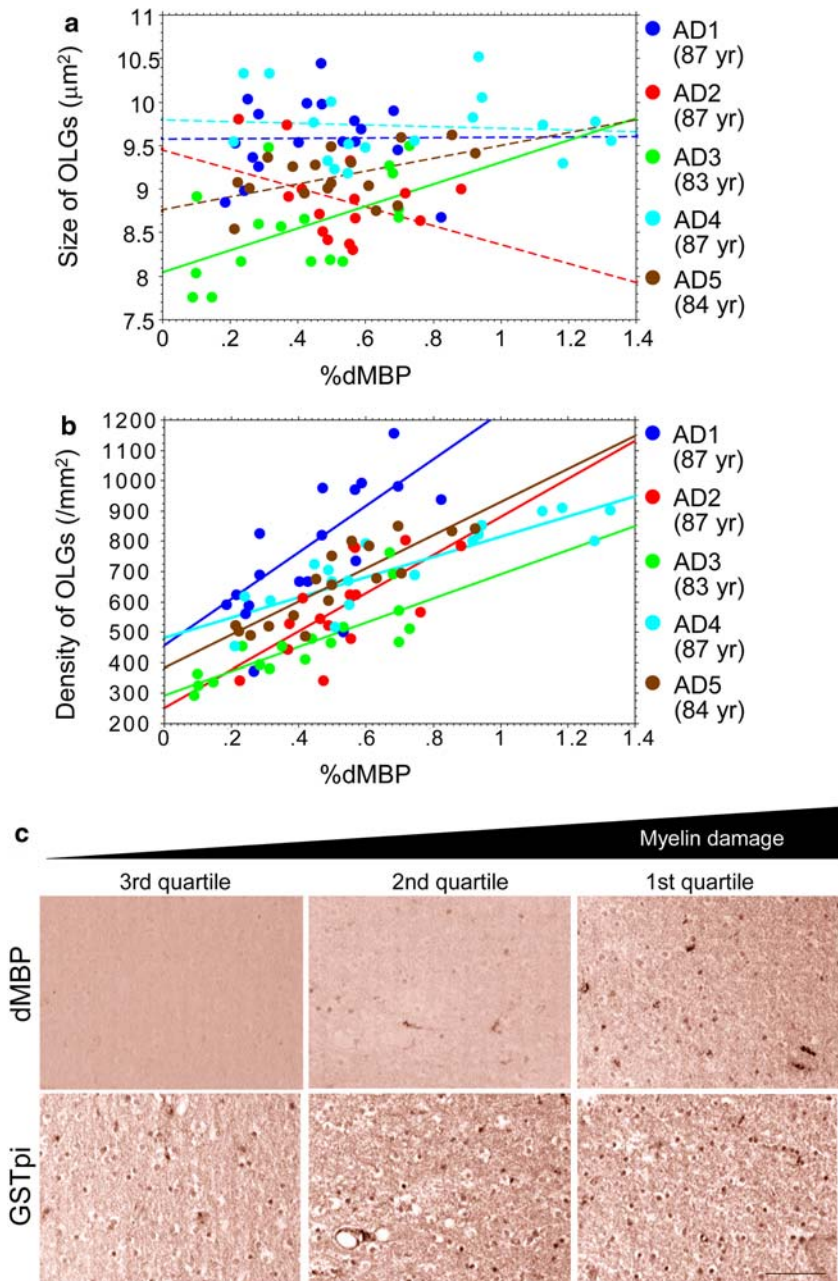 a
11
10.5
10
9.5
9
8.5
8
7.5
Size of OLGs (μm²)
0 .2 .4 .6 .8 1 1.2 1.4
%dMBP
AD1
(87 yr)
AD2
(87 yr)
AD3
(83 yr)
AD4
(87 yr)
AD5
(84 yr)
b
1200
1100
1000
900
800
700
600
500
400
300
200
Density of OLGs (/mm²)
0 .2 .4 .6 .8 1 1.2 1.4
%dMBP
AD1
(87 yr)
AD2
(87 yr)
AD3
(83 yr)
AD4
(87 yr)
AD5
(84 yr)
c
Myelin damage
3rd quartile 2nd quartile 1st quartile
dMBP
GSTpi